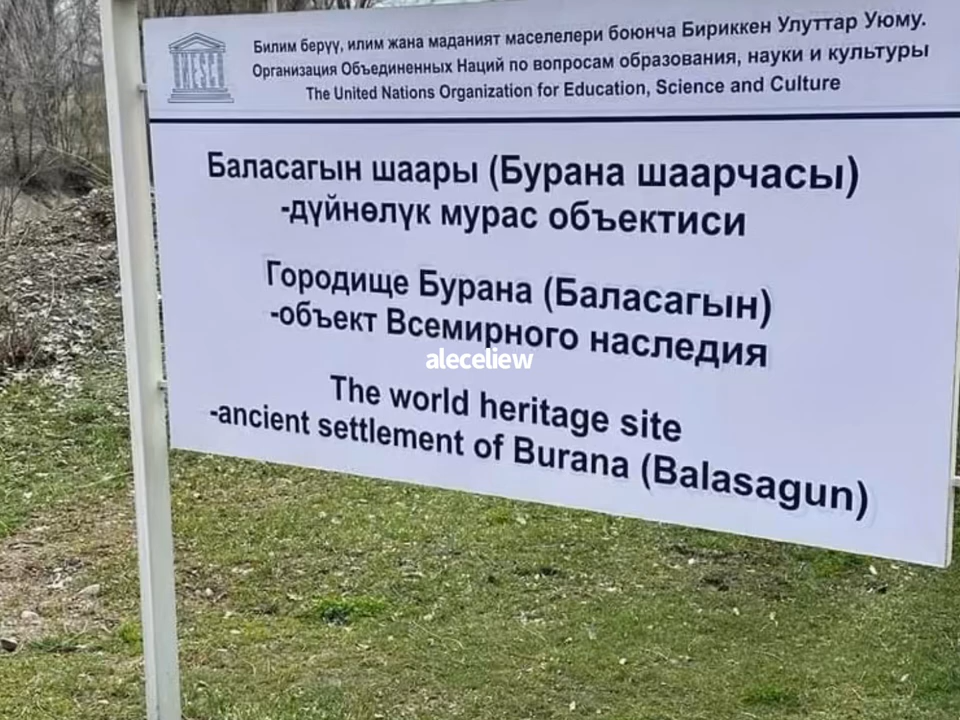 UNESCO
Билим берүү, илим жана маданият маселелери боюнча Бириккен Улуттар Уюму.
Организация Объединенных Наций по вопросам образования, науки и культуры
The United Nations Organization for Education, Science and Culture
Баласагын шаары (Бурана шаарчасы)
-дүйнөлүк мурас объектиси
Городище Бурана (Баласагын)
-объект Всемирного наследия
aleceliew
The world heritage site
-ancient settlement of Burana (Balasagun)